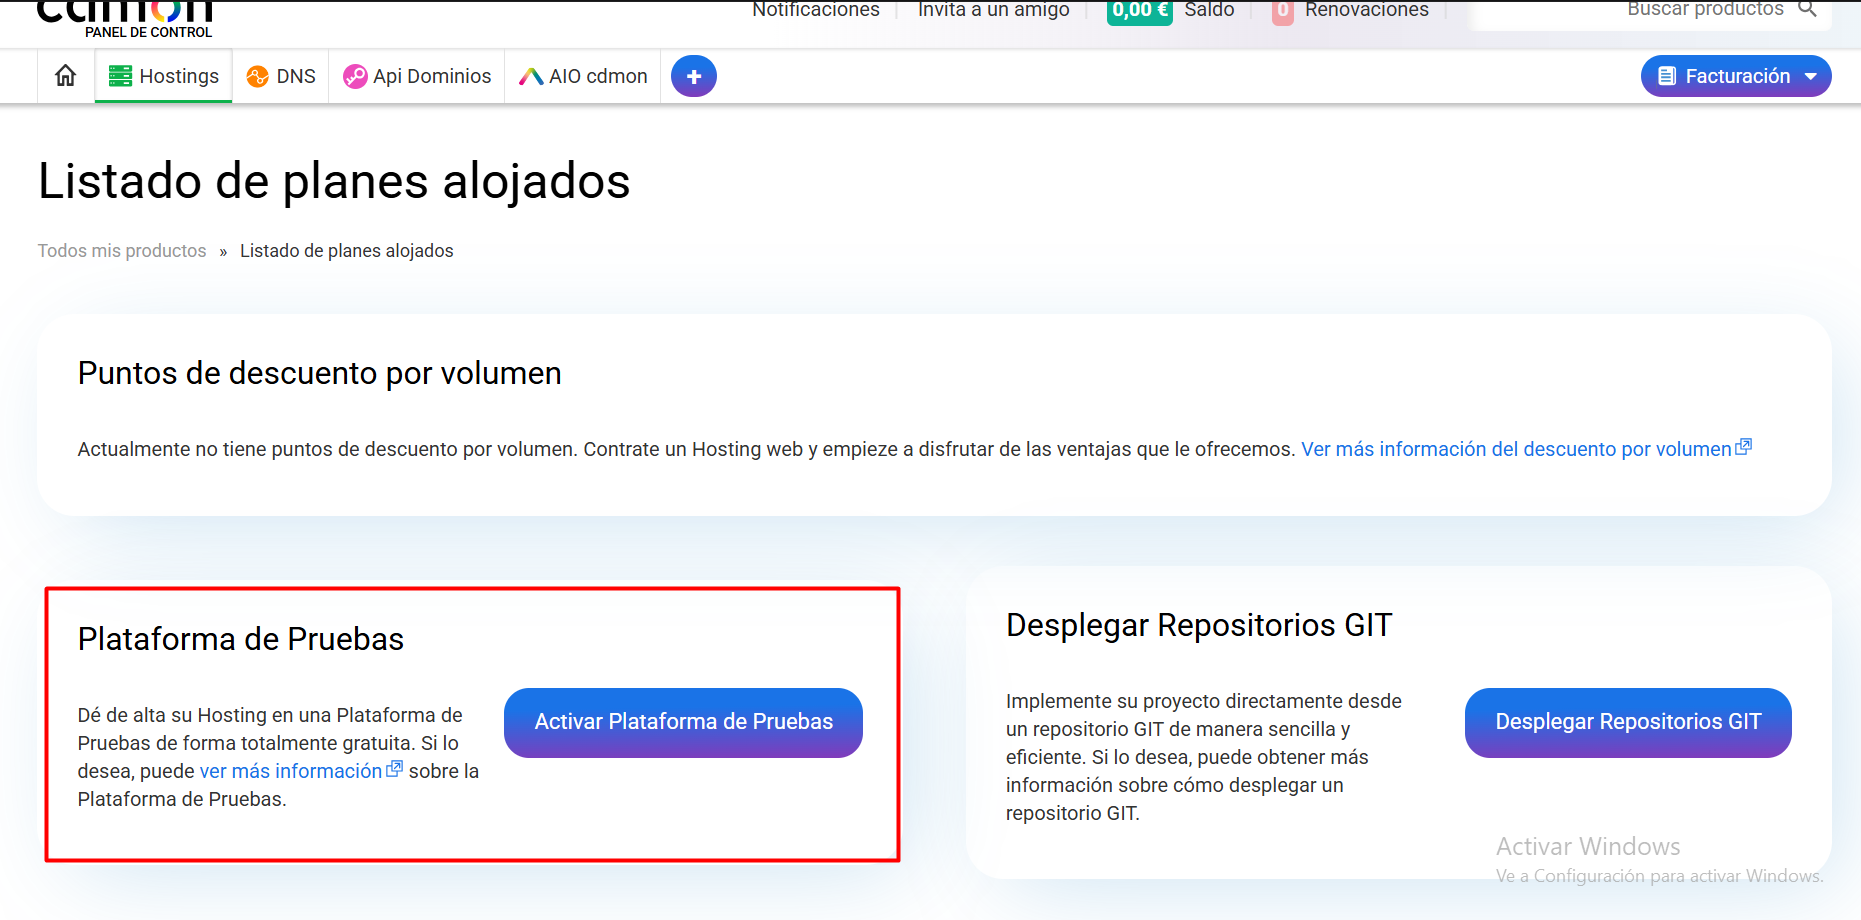 cdmon
PANEL DE CONTROL
Notificaciones
Invita a un amigo
0,00 € Saldo
0 Renovaciones
Buscar productos
Hostings
DNS
Api Dominios
AIO cdmon
+
Facturación
Listado de planes alojados
Todos mis productos » Listado de planes alojados
Puntos de descuento por volumen
Actualmente no tiene puntos de descuento por volumen. Contrate un Hosting web y empieze a disfrutar de las ventajas que le ofrecemos. Ver más información del descuento por volumen
Plataforma de Pruebas
Dé de alta su Hosting en una Plataforma de
Pruebas de forma totalmente gratuita. Si lo
desea, puede ver más información sobre la
Plataforma de Pruebas.
Activar Plataforma de Pruebas
Desplegar Repositorios GIT
Implemente su proyecto directamente desde
un repositorio GIT de manera sencilla y
eficiente. Si lo desea, puede obtener más
información sobre cómo desplegar un
repositorio GIT.
Desplegar Repositorios GIT
Activar Windows
Ve a Configuración para activar Windows.